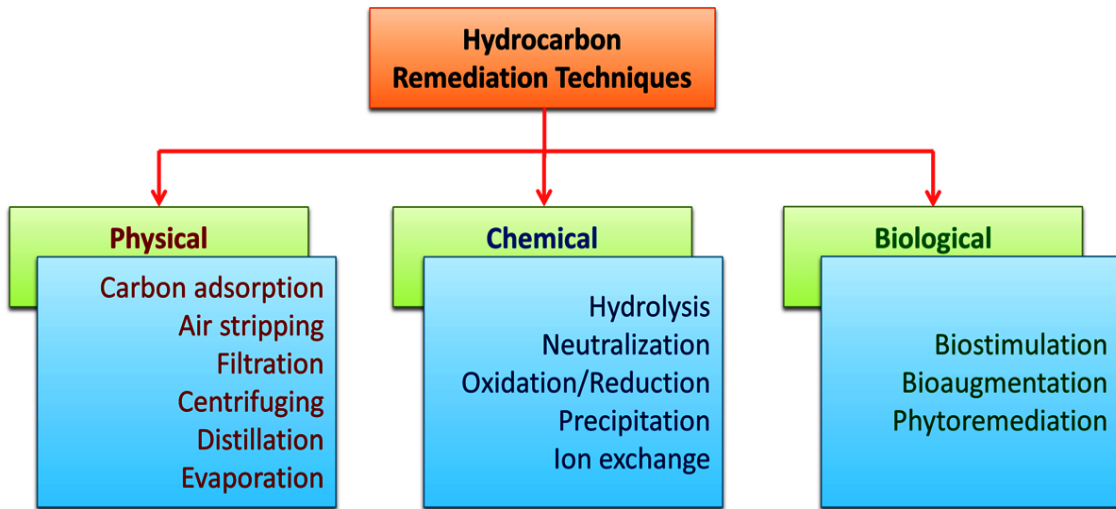 Hydrocarbon
Remediation Techniques
Physical
Carbon adsorption
Air stripping
Filtration
Centrifuging
Distillation
Evaporation
Chemical
Hydrolysis
Neutralization
Oxidation/Reduction
Precipitation
Ion exchange
Biological
Biostimulation
Bioaugmentation
Phytoremediation